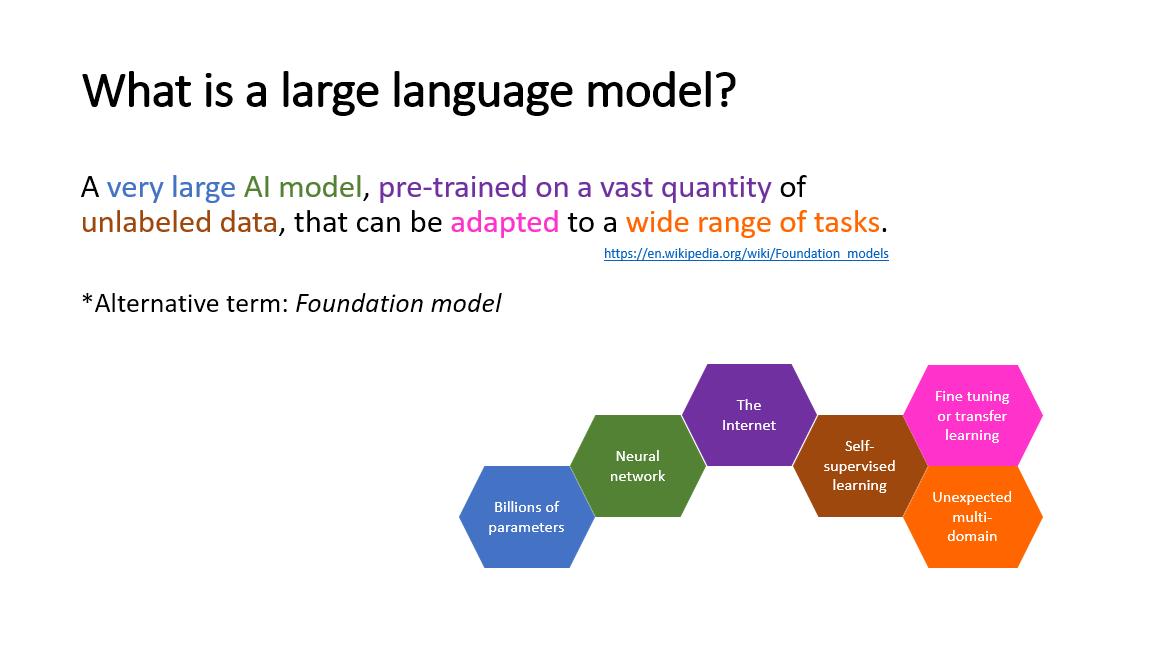 What is a large language model?
A very large AI model, pre-trained on a vast quantity of
unlabeled data, that can be adapted to a wide range of tasks.
https://en.wikipedia.org/wiki/Foundation_models
*Alternative term: Foundation model
Billions of
parameters
Neural
network
The
Internet
Self-
supervised
learning
Fine tuning
or transfer
learning
Unexpected
multi-
domain